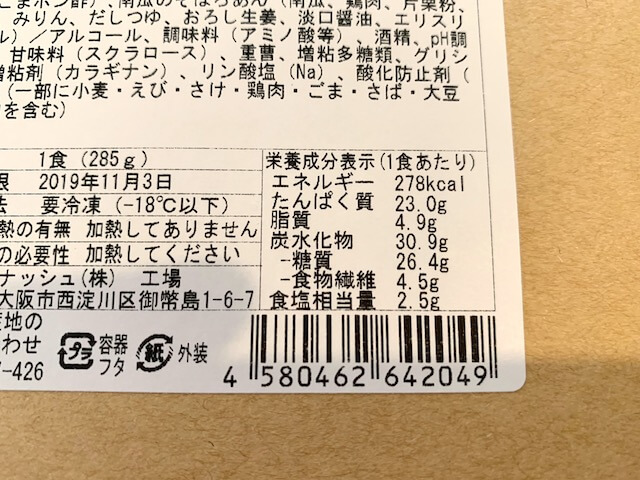 ごまポン酢）、南瓜のそぼろあん（南瓜、鶏肉、片栗粉、
みりん、だしつゆ、おろし生姜、淡口醤油、エリスリ
ル）／アルコール、調味料（アミノ酸等）、酒精、pH調
甘味料（スクラロース）、重曹、増粘多糖類、グリシ
増粘剤（カラギナン）、リン酸塩（Na）、酸化防止剤（
（一部に小麦・えび・さけ・鶏肉・ごま・さば・大豆
を含む）
1食（285g）
限 2019年11月3日
法 要冷凍（-18℃以下）
熱の有無 加熱してありません
の必要性 加熱してください
ナッシュ(株) 工場
大阪市西淀川区御幣島1-6-7
栄養成分表示(1食あたり)
エネルギー 278kcal
たんぱく質 23.0g
脂質 4.9g
炭水化物 30.9g
-糖質 26.4g
-食物繊維 4.5g
食塩相当量 2.5g
産地の
わせ
7-426
プラ 容器 フタ 紙 外装
4 580462 642049